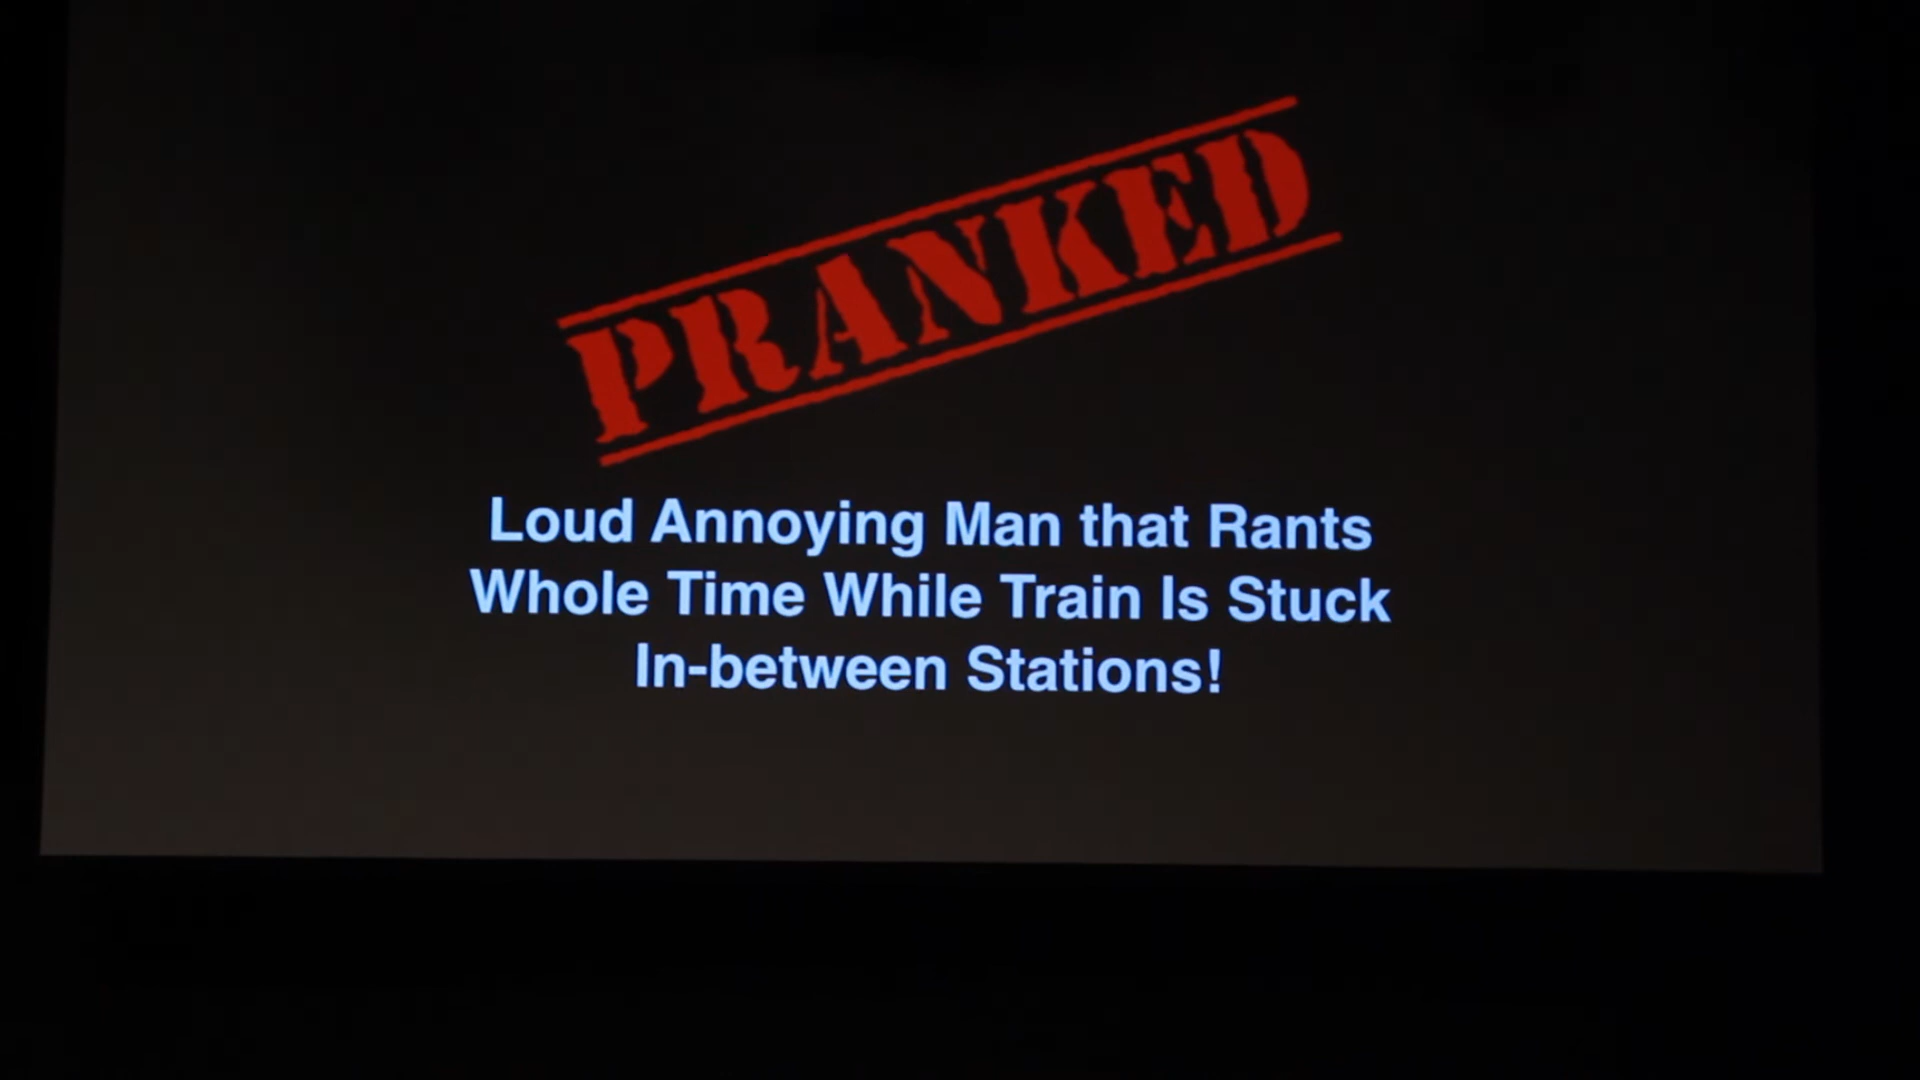 PRANKED
Loud Annoying Man that Rants
Whole Time While Train Is Stuck
In-between Stations!